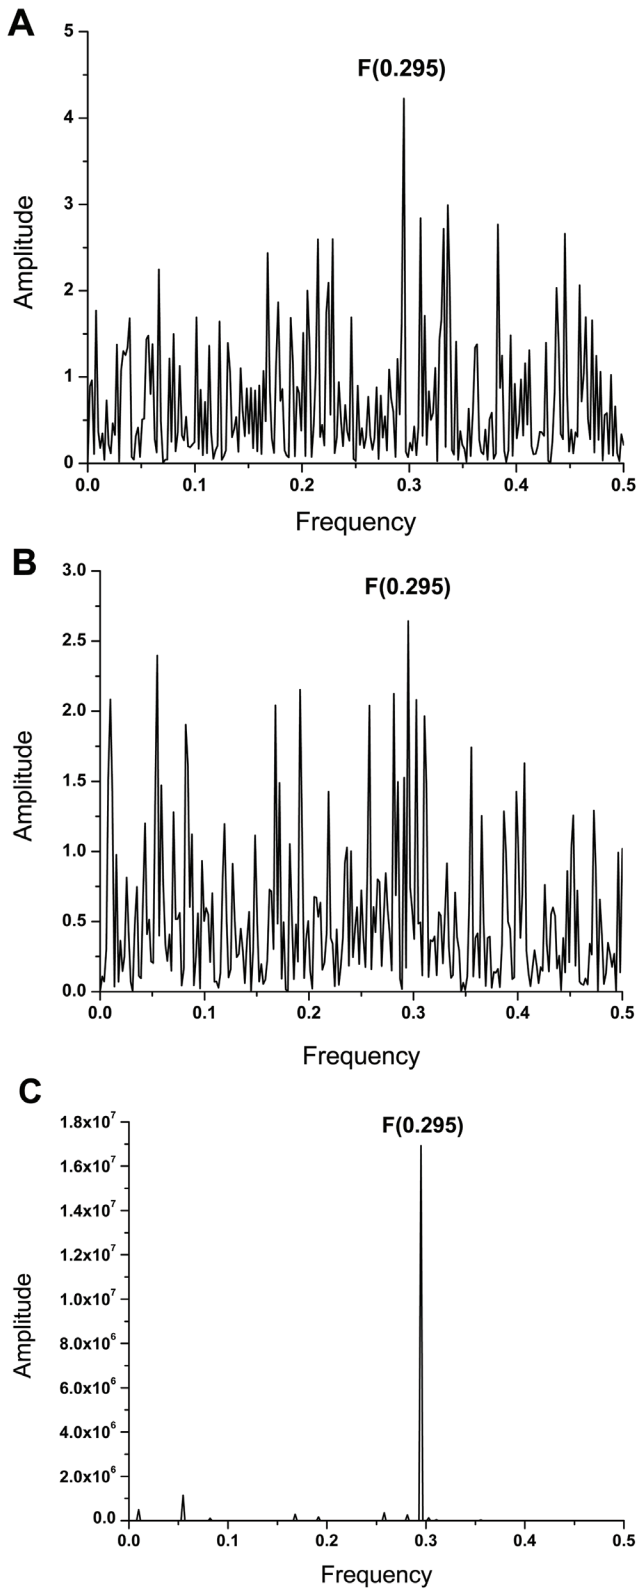 A
5
F(0.295)
4
3
Amplitude
2
1
0
0.0 0.1 0.2 0.3 0.4 0.5
Frequency
B
3.0
F(0.295)
2.5
2.0
Amplitude
1.5
1.0
0.5
0.0
0.0 0.1 0.2 0.3 0.4 0.5
Frequency
C
1.8x10⁷
F(0.295)
1.6x10⁷
1.4x10⁷
1.2x10⁷
1.0x10⁷
Amplitude
8.0x10⁶
6.0x10⁶
4.0x10⁶
2.0x10⁶
0.0
0.0 0.1 0.2 0.3 0.4 0.5
Frequency